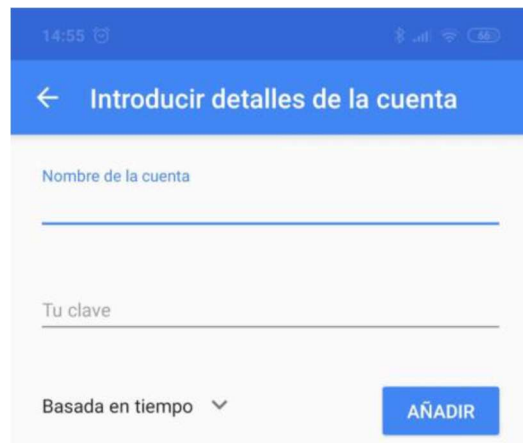 14:55
66
Introducir detalles de la cuenta
Nombre de la cuenta
Tu clave
Basada en tiempo
AÑADIR